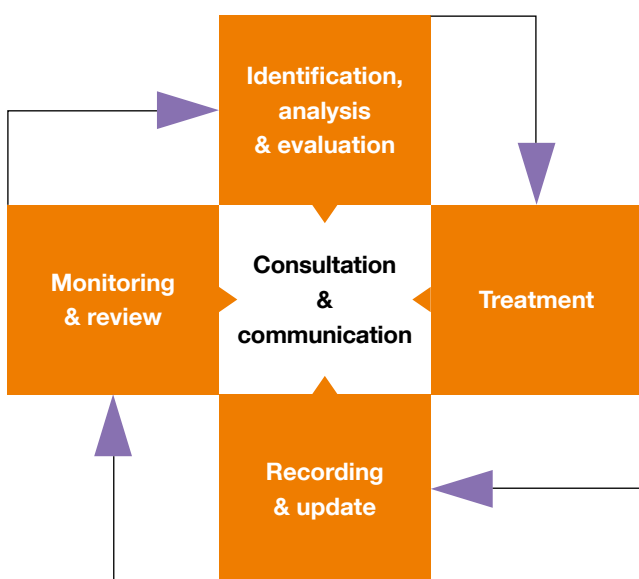 Identification,
analysis
& evaluation
Monitoring
& review
Consultation
&
communication
Treatment
Recording
& update